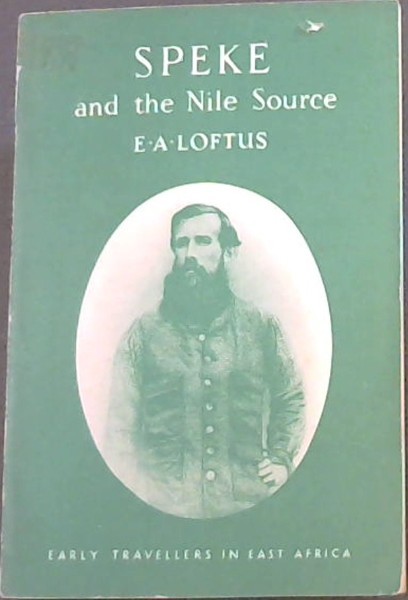 SPEKE
and the Nile Source
E·A·LOFTUS
EARLY TRAVELLERS IN EAST AFRICA